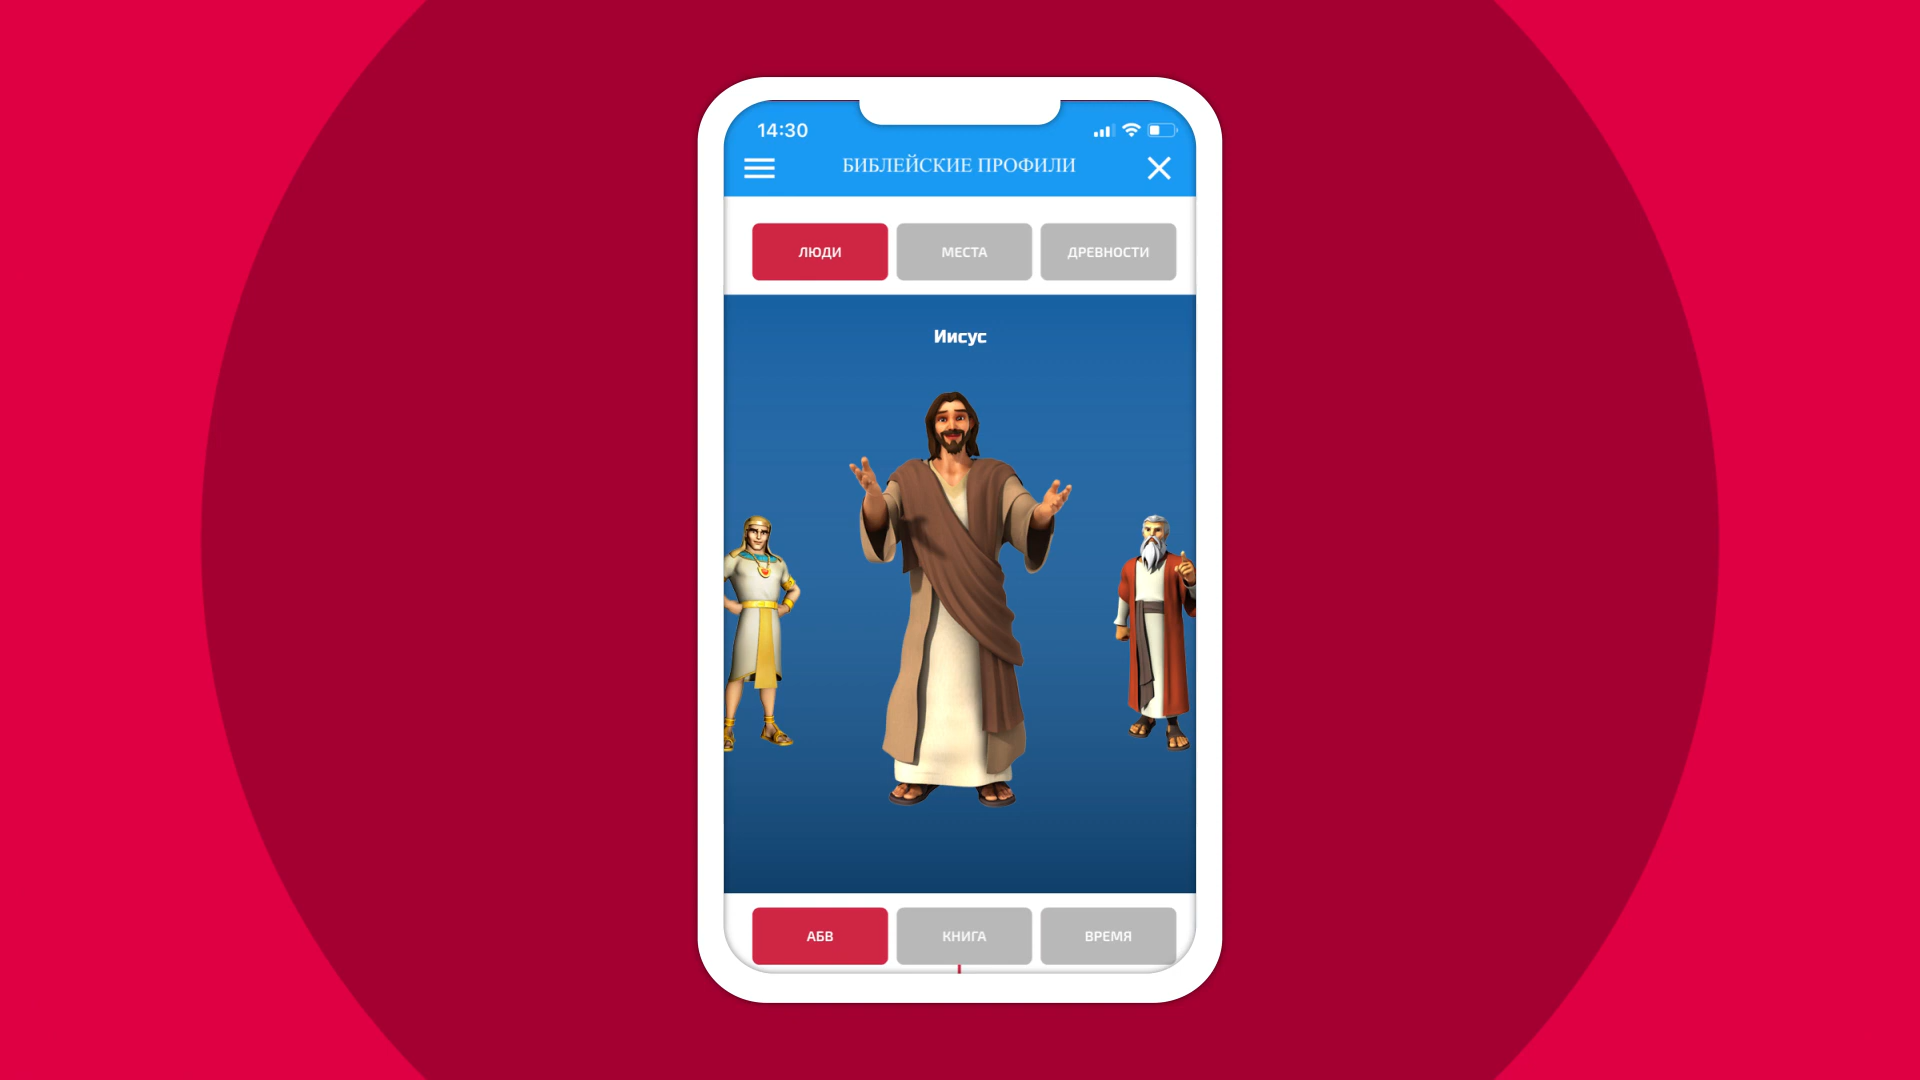 14:30
БИБЛЕЙСКИЕ ПРОФИЛИ
ЛЮДИ
МЕСТА
ДРЕВНОСТИ
Иисус
АБВ
КНИГА
ВРЕМЯ